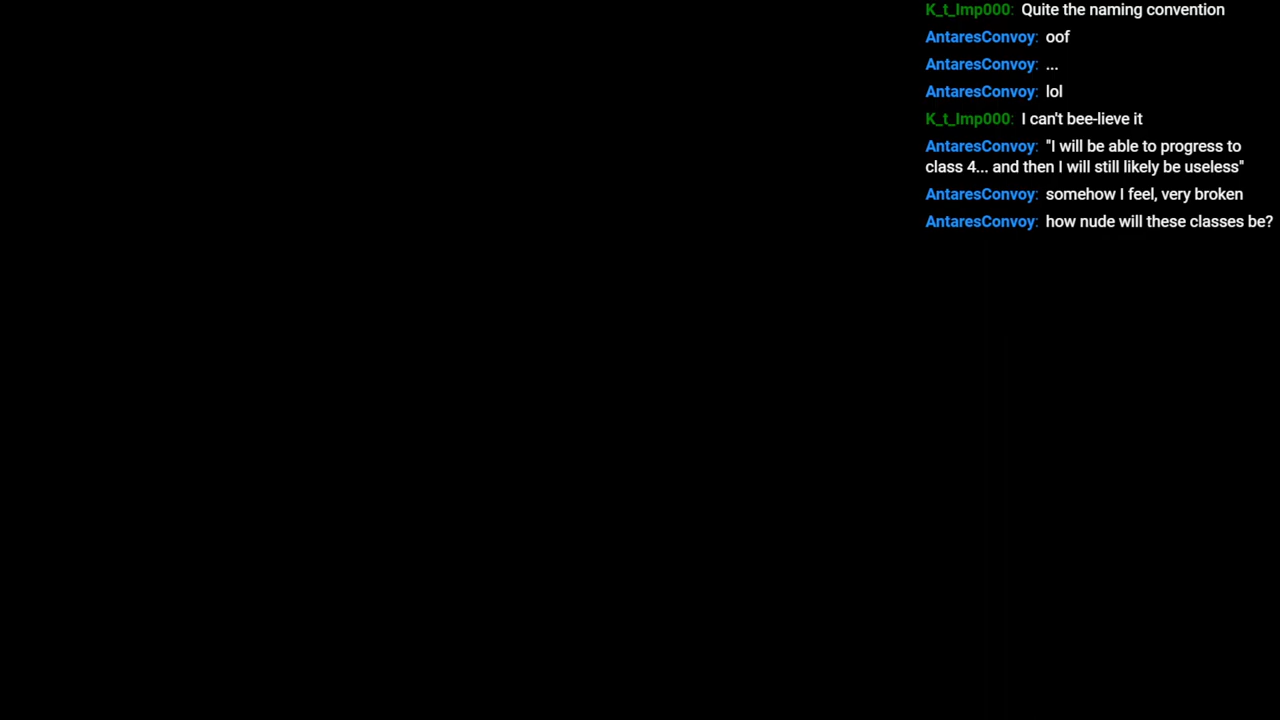 K_t_Imp000: Quite the naming convention
AntaresConvoy: oof
AntaresConvoy: ...
AntaresConvoy: lol
K_t_Imp000: I can't bee-lieve it
AntaresConvoy: "I will be able to progress to
class 4... and then I will still likely be useless"
AntaresConvoy: somehow I feel, very broken
AntaresConvoy: how nude will these classes be?